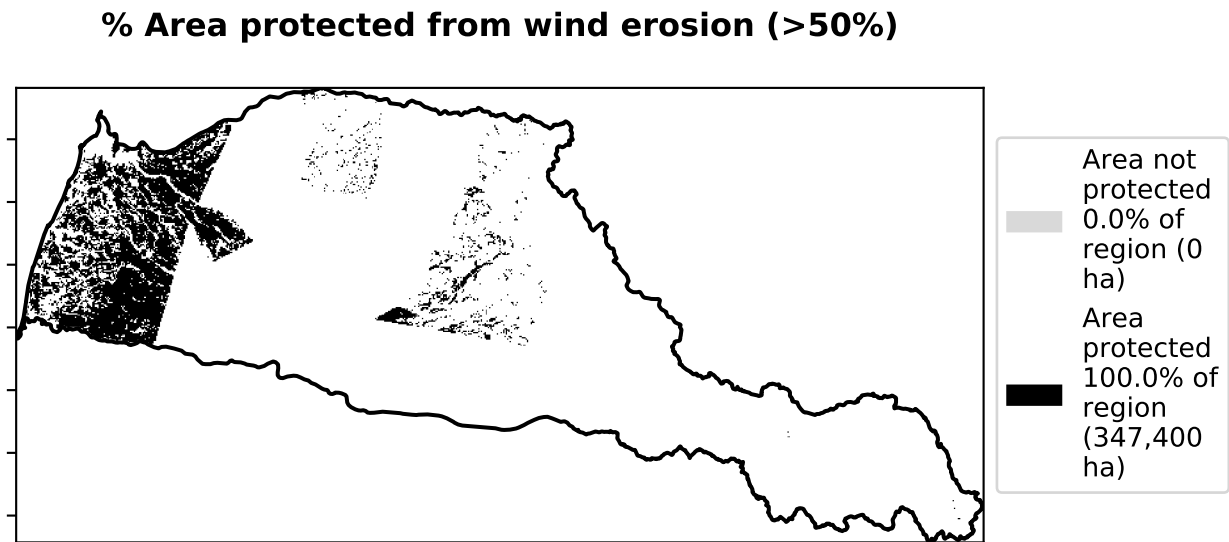 % Area protected from wind erosion (>50%)
Area not
protected
0.0% of
region (0
ha)
Area
protected
100.0% of
region
(347,400
ha)